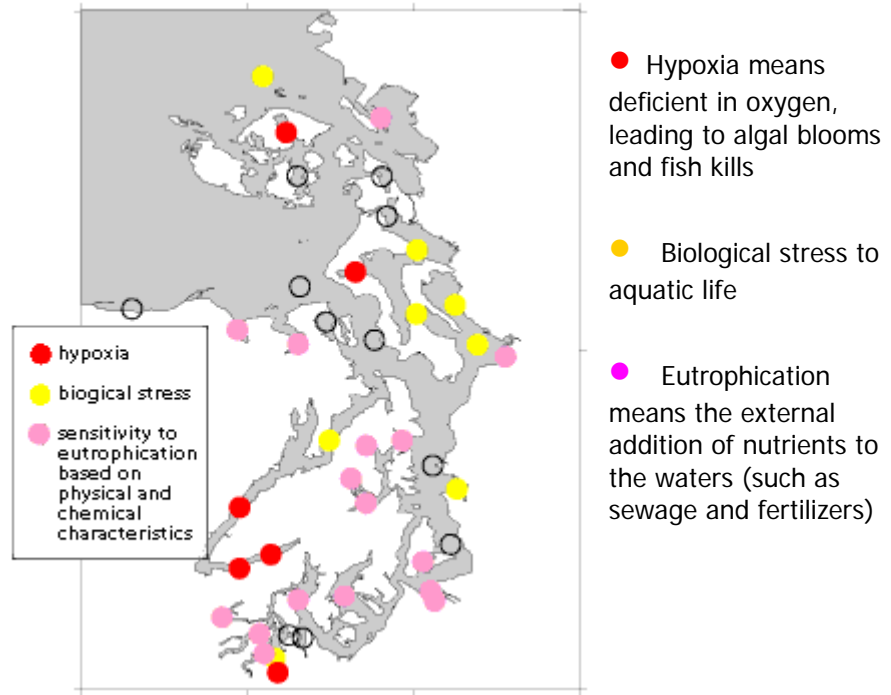 hypoxia
biogical stress
sensitivity to
eutrophication
based on
physical and
chemical
characteristics
Hypoxia means
deficient in oxygen,
leading to algal blooms
and fish kills
Biological stress to
aquatic life
Eutrophication
means the external
addition of nutrients to
the waters (such as
sewage and fertilizers)